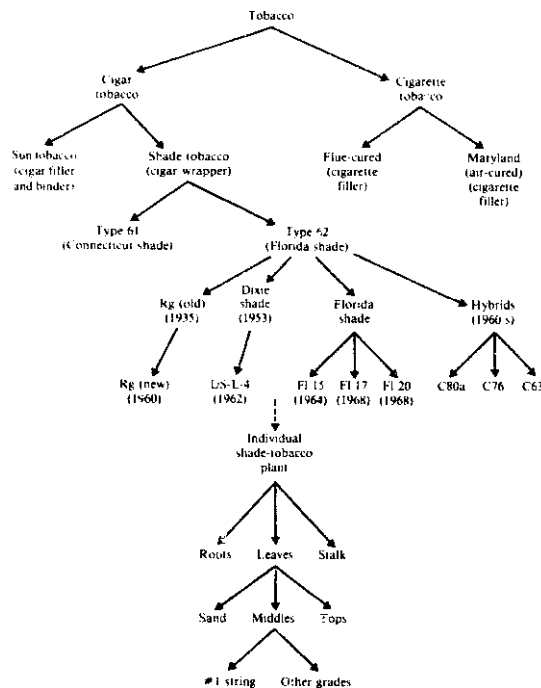 Tobacco
Cigar
tobacco
Cigarette
tobacco
Sun tobacco
(cigar filler
and binder)
Shade tobacco
(cigar wrapper)
Flue-cured
(cigarette
filler)
Maryland
(air-cured)
(cigarette
filler)
Type 61
(Connecticut shade)
Type 62
(Florida shade)
Rg (old)
(1935)
Dixie
shade
(1953)
Florida
shade
Hybrids
(1960's)
Rg (new)
(1960)
(1962)
Fl 15
(1964)
Fl 17
(1968)
Fl 20
(1968)
C80a
C76
C63
Individual
shade-tobacco
plant
Roots
Leaves
Stalk
Sand
Middles
Tops
#1 string
Other grades